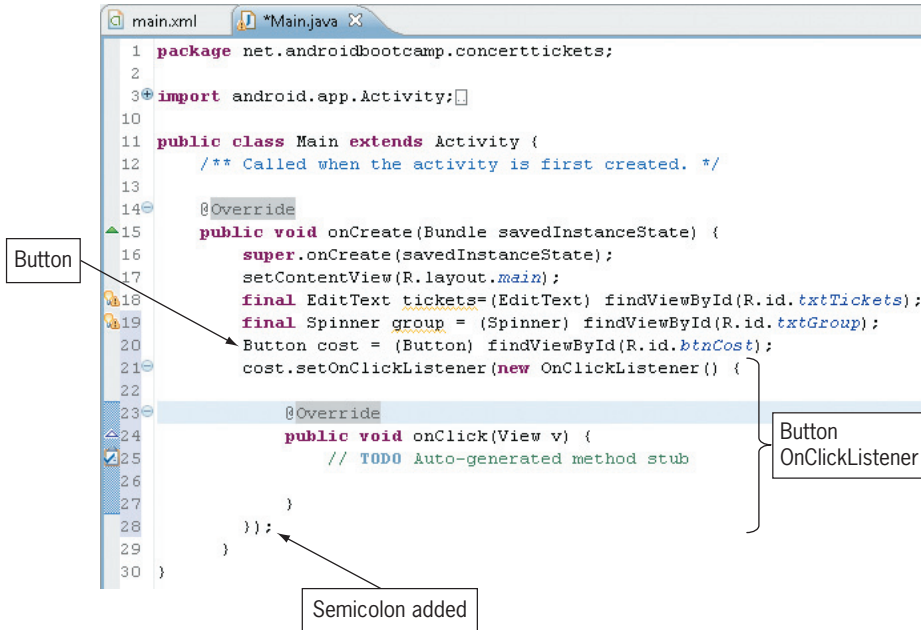 main.xml
*Main.java
1 package net.androidbootcamp.concerttickets;
2
3 import android.app.Activity;
10
11 public class Main extends Activity {
12 /** Called when the activity is first created. */
13
14 @Override
15 public void onCreate(Bundle savedInstanceState) {
16 super.onCreate(savedInstanceState);
17 setContentView(R.layout.main);
18 final EditText tickets=(EditText) findViewById(R.id.txtTickets);
19 final Spinner group = (Spinner) findViewById(R.id.txtGroup);
20 Button cost = (Button) findViewById(R.id.btnCost);
21 cost.setOnClickListener(new OnClickListener() {
22
23 @Override
24 public void onClick(View v) {
25 // TODO Auto-generated method stub
26
27 }
28 });
29 }
30 }
Button
Button
OnClickListener
Semicolon added